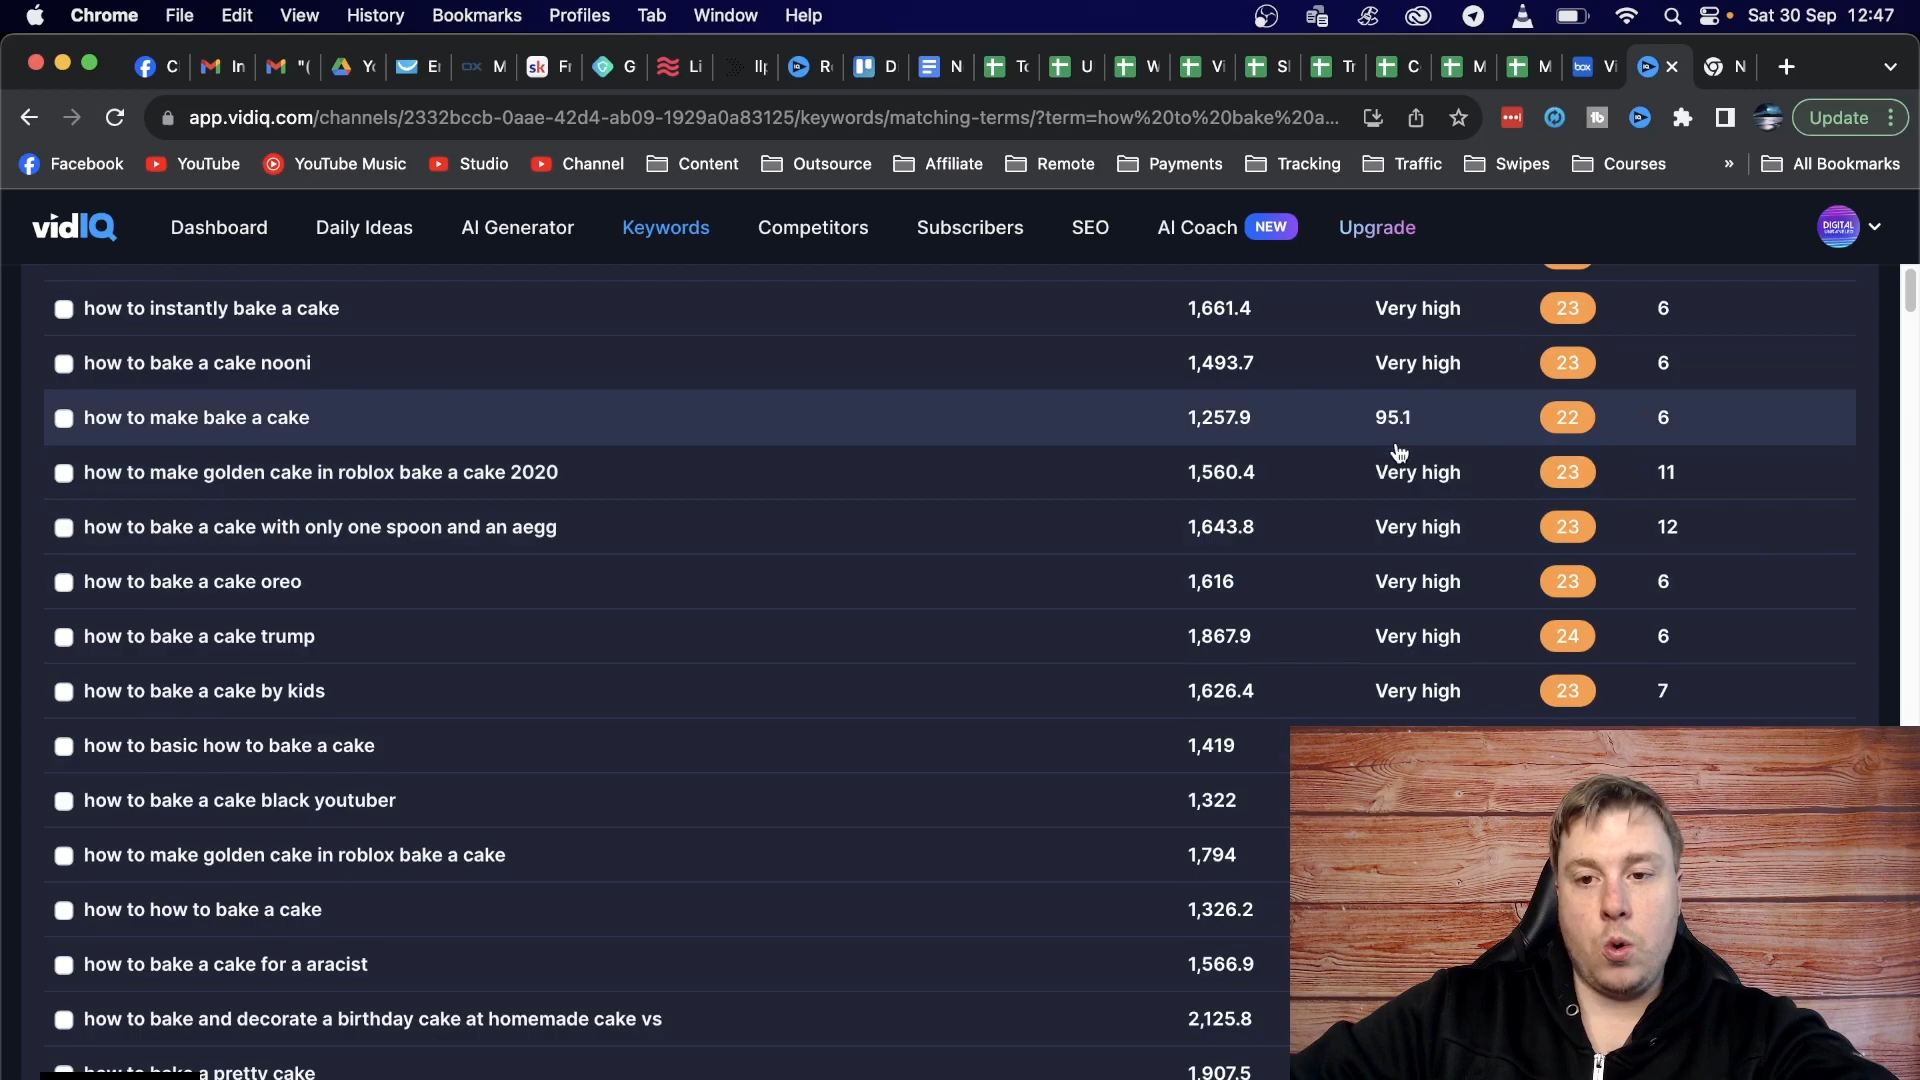 Chrome File Edit View History Bookmarks Profiles Tab Window Help Sat 30 Sep 12:47
app.vidiq.com/channels/2332bccb-0aae-42d4-ab09-1929a0a83125/keywords/matching-terms/?term=how%20to%20bake%20a... Update
Facebook YouTube YouTube Music Studio Channel Content Outsource Affiliate Remote Payments Tracking Traffic Swipes Courses » All Bookmarks
vidIQ Dashboard Daily Ideas AI Generator Keywords Competitors Subscribers SEO AI Coach NEW Upgrade
how to instantly bake a cake 1,661.4 Very high 23 6
how to bake a cake nooni 1,493.7 Very high 23 6
how to make bake a cake 1,257.9 95.1 22 6
how to make golden cake in roblox bake a cake 2020 1,560.4 Very high 23 11
how to bake a cake with only one spoon and an aegg 1,643.8 Very high 23 12
how to bake a cake oreo 1,616 Very high 23 6
how to bake a cake trump 1,867.9 Very high 24 6
how to bake a cake by kids 1,626.4 Very high 23 7
how to basic how to bake a cake 1,419
how to bake a cake black youtuber 1,322
how to make golden cake in roblox bake a cake 1,794
how to how to bake a cake 1,326.2
how to bake a cake for a aracist 1,566.9
how to bake and decorate a birthday cake at homemade cake vs 2,125.8
how to bake a pretty cake 1,907.5